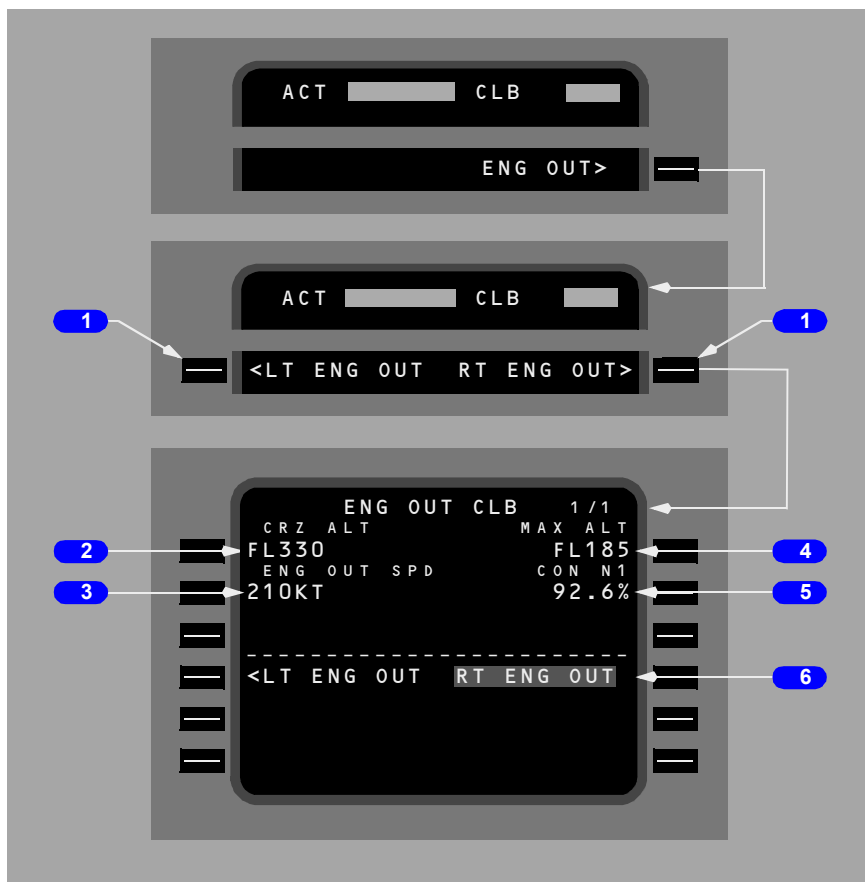 ACT CLB
ENG OUT>
ACT CLB
1 1
<LT ENG OUT RT ENG OUT>
ENG OUT CLB 1/1
CRZ ALT MAX ALT
2 FL330 FL185 4
ENG OUT SPD CON N1
3 210KT 92.6% 5
------------------------
<LT ENG OUT RT ENG OUT 6